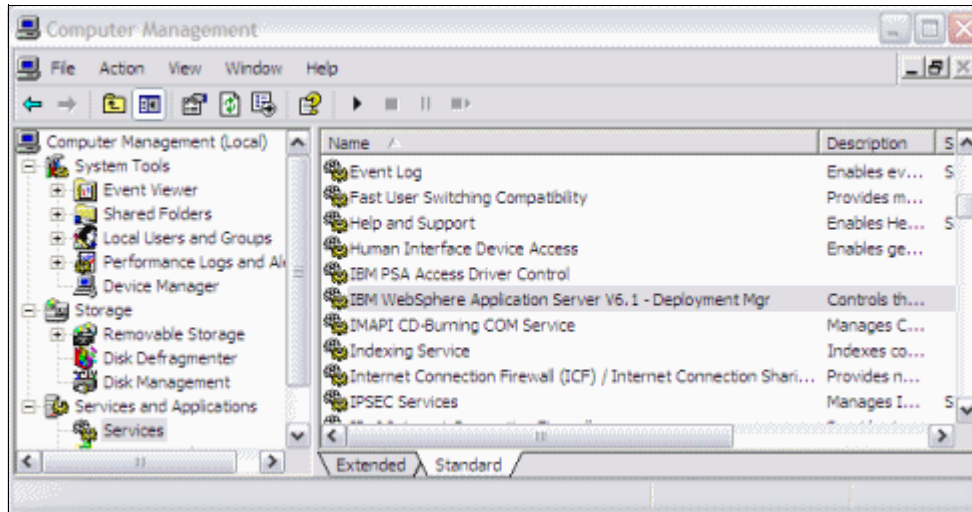 Computer Management
File Action View Window Help
Computer Management (Local)
System Tools
Event Viewer
Shared Folders
Local Users and Groups
Performance Logs and Al
Device Manager
Storage
Removable Storage
Disk Defragmenter
Disk Management
Services and Applications
Services
Name Description S
Event Log Enables ev... S
Fast User Switching Compatibility Provides m...
Help and Support Enables He... S
Human Interface Device Access Enables ge...
IBM PSA Access Driver Control
IBM WebSphere Application Server V6.1 - Deployment Mgr Controls th...
IMAPI CD-Burning COM Service Manages C...
Indexing Service Indexes co...
Internet Connection Firewall (ICF) / Internet Connection Shari... Provides n...
IPSEC Services Manages I... S
Extended Standard